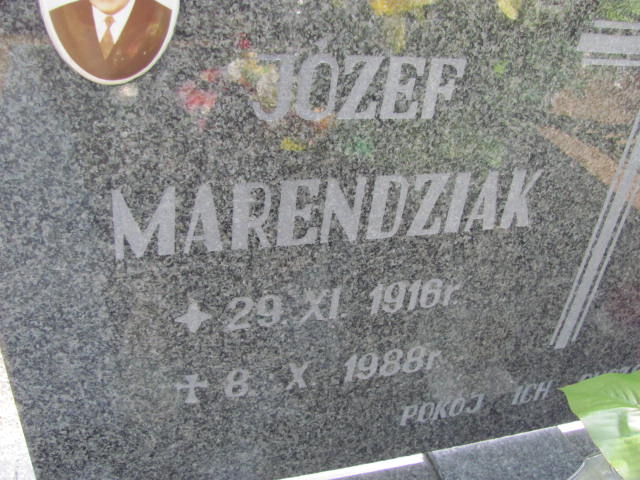 JÓZEF
MARENDZIAK
29. XI. 1916r.
8. X. 1988r.
POKÓJ ICH